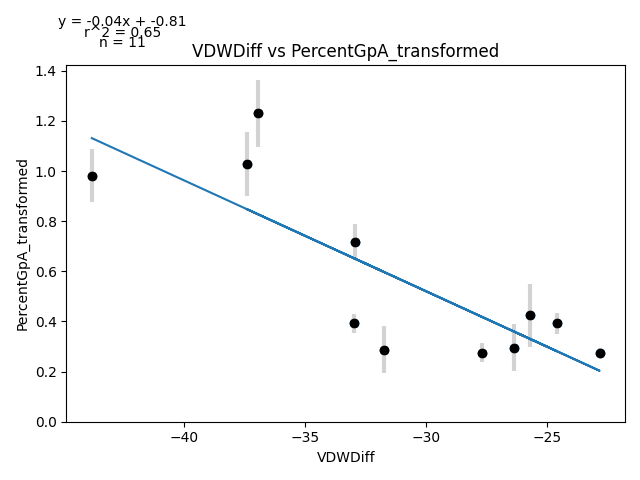 y = -0.04x + -0.81
r^2 = 0.65
n = 11
VDWDiff vs PercentGpA_transformed
1.4
1.2
1.0
0.8
0.6
0.4
0.2
0.0
PercentGpA_transformed
−40
−35
−30
−25
VDWDiff